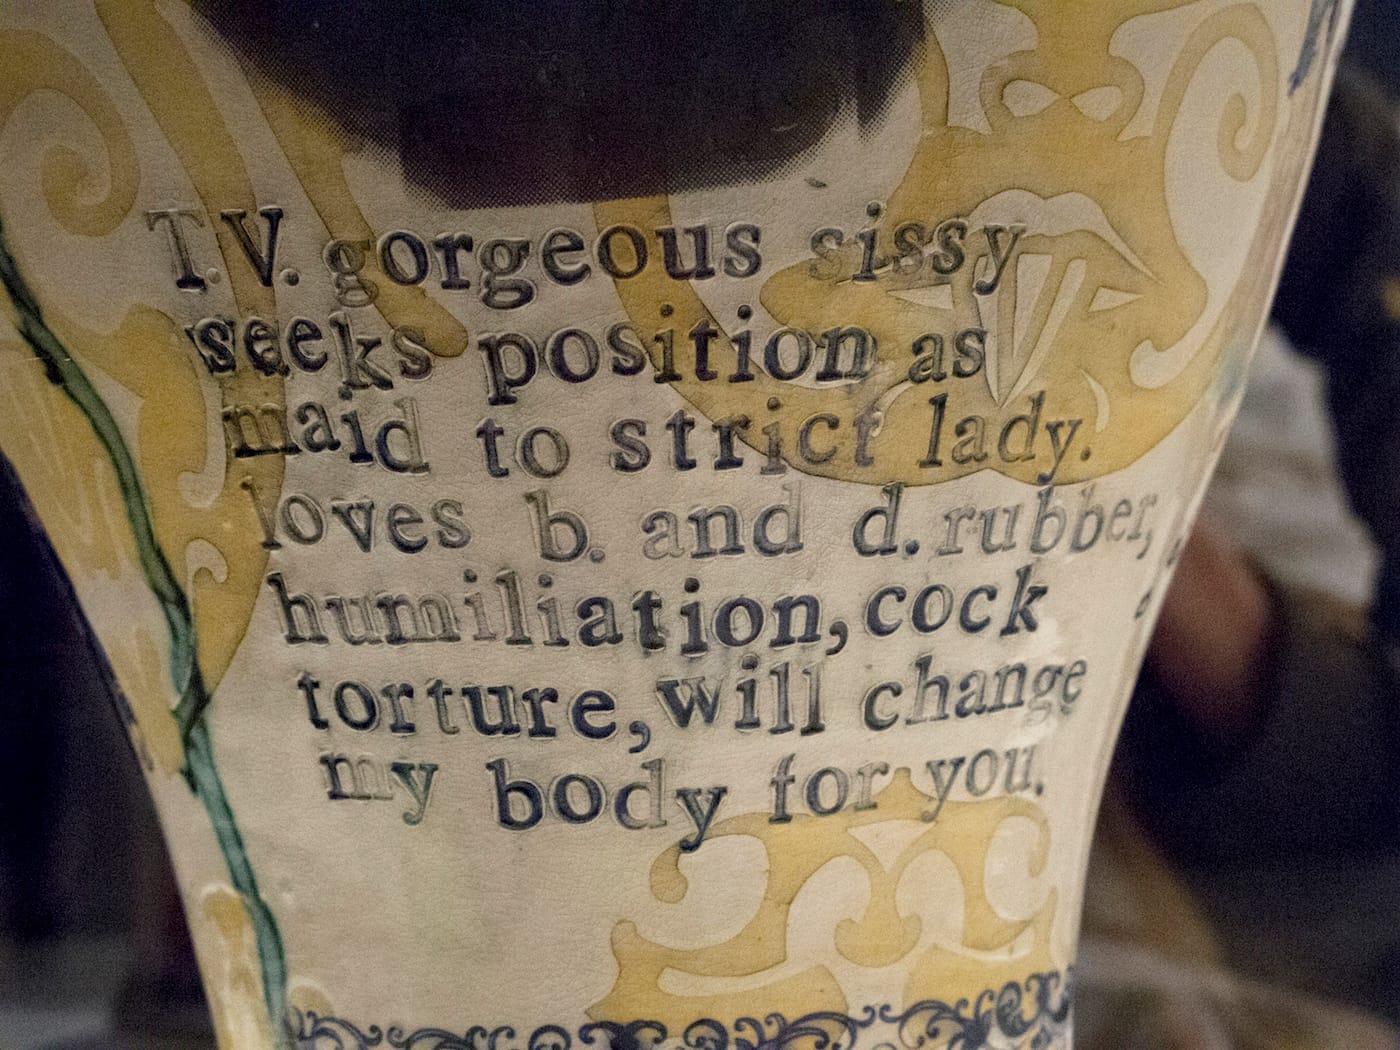 T.V. gorgeous sissy
seeks position as
maid to strict lady.
loves b. and d. rubber,
humiliation, cock
torture, will change
my body for you.